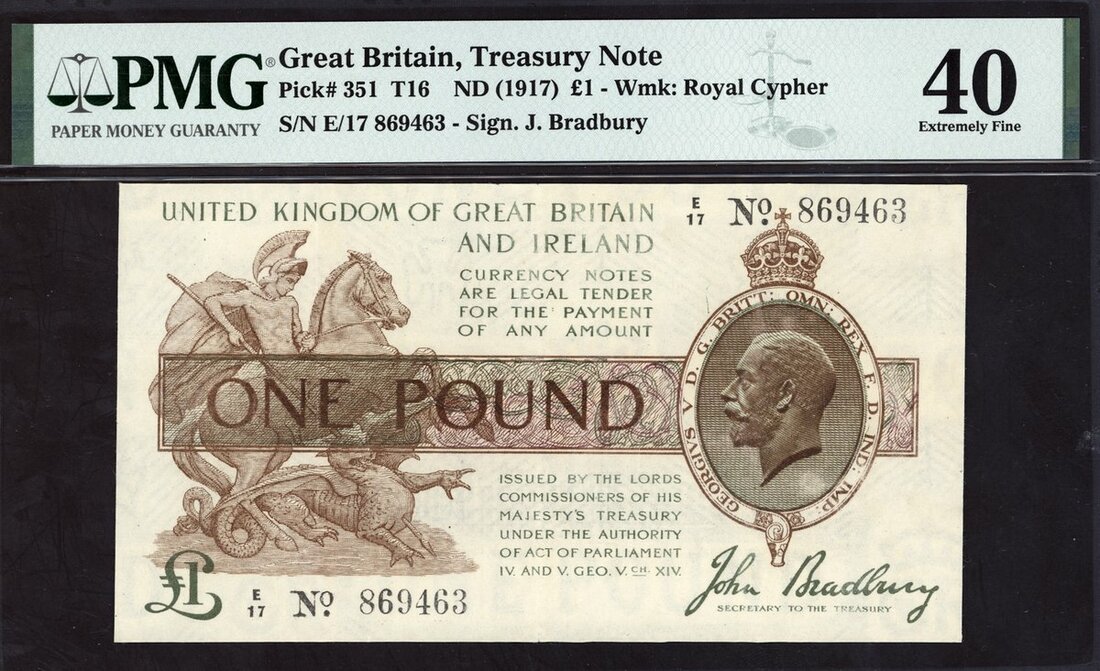 PMG®
PAPER MONEY GUARANTY
Great Britain, Treasury Note
Pick# 351 T16 ND (1917) £1 - Wmk: Royal Cypher
S/N E/17 869463 - Sign. J. Bradbury
40
Extremely Fine
UNITED KINGDOM OF GREAT BRITAIN
AND IRELAND
E
17 No. 869463
CURRENCY NOTES
ARE LEGAL TENDER
FOR THE PAYMENT
OF ANY AMOUNT
ONE POUND
GEORGIVS V D. G. BRITT: OMN: REX F. D. IND: IMP:
ISSUED BY THE LORDS
COMMISSIONERS OF HIS
MAJESTY'S TREASURY
UNDER THE AUTHORITY
OF ACT OF PARLIAMENT
IV. AND V. GEO. V. CH. XIV.
£1
E
17 No. 869463
John Bradbury
SECRETARY TO THE TREASURY